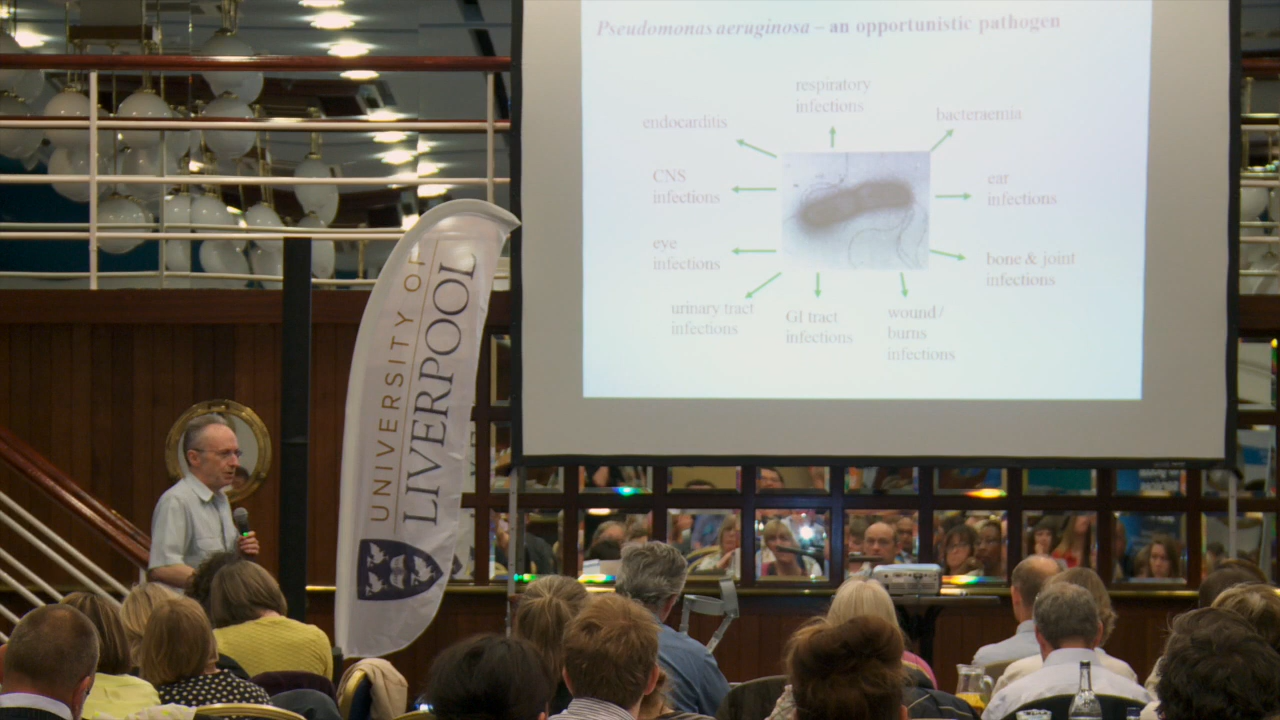 Pseudomonas aeruginosa – an opportunistic pathogen
respiratory
infections
endocarditis
bacteraemia
CNS
infections
ear
infections
eye
infections
bone & joint
infections
urinary tract
infections
GI tract
infections
wound /
burns
infections
UNIVERSITY OF
LIVERPOOL